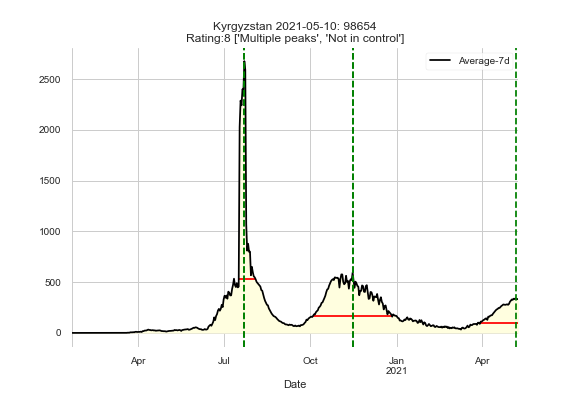 Kyrgyzstan 2021-05-10: 98654
Rating:8 ['Multiple peaks', 'Not in control']
Average-7d
2500
2000
1500
1000
500
0
Apr Jul Oct Jan Apr
2021
Date